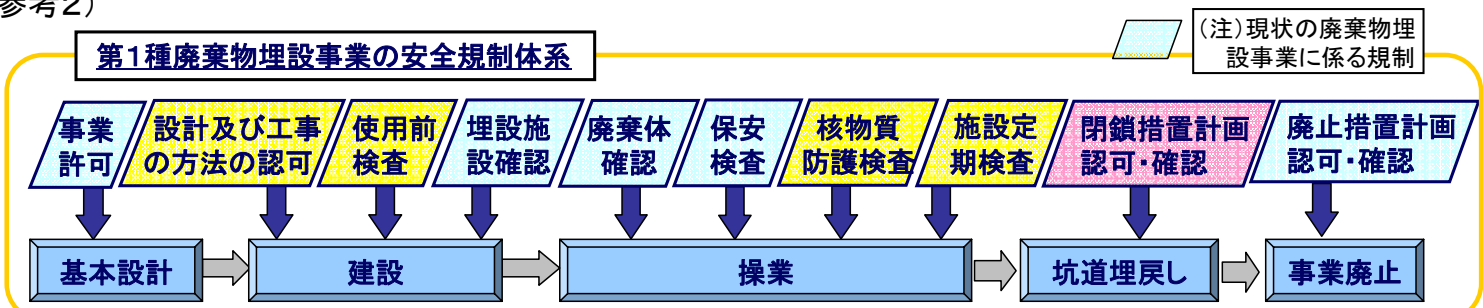 参考2）
第1種廃棄物埋設事業の安全規制体系
(注)現状の廃棄物埋
設事業に係る規制
事業
許可
設計及び工事
の方法の認可
使用前
検査
埋設施
設確認
廃棄体
確認
保安
検査
核物質
防護検査
施設定
期検査
閉鎖措置計画
認可・確認
廃止措置計画
認可・確認
基本設計
建設
操業
坑道埋戻し
事業廃止